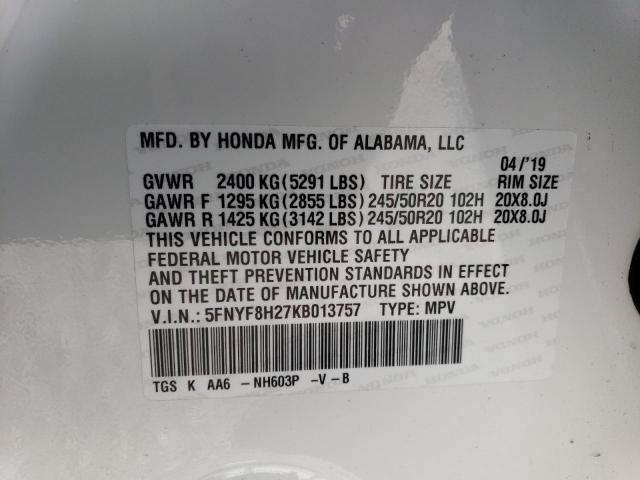 MFD. BY HONDA MFG. OF ALABAMA, LLC
04/'19
GVWR 2400 KG(5291 LBS) TIRE SIZE RIM SIZE
GAWR F 1295 KG(2855 LBS)245/50R20 102H 20X8.0J
GAWR R 1425 KG(3142 LBS)245/50R20 102H 20X8.0J
THIS VEHICLE CONFORMS TO ALL APPLICABLE
FEDERAL MOTOR VEHICLE SAFETY
AND THEFT PREVENTION STANDARDS IN EFFECT
ON THE DATE OF MANUFACTURE SHOWN ABOVE.
V.I.N.: 5FNYF8H27KB013757 TYPE: MPV
TGS K AA6 -NH603P -V-B